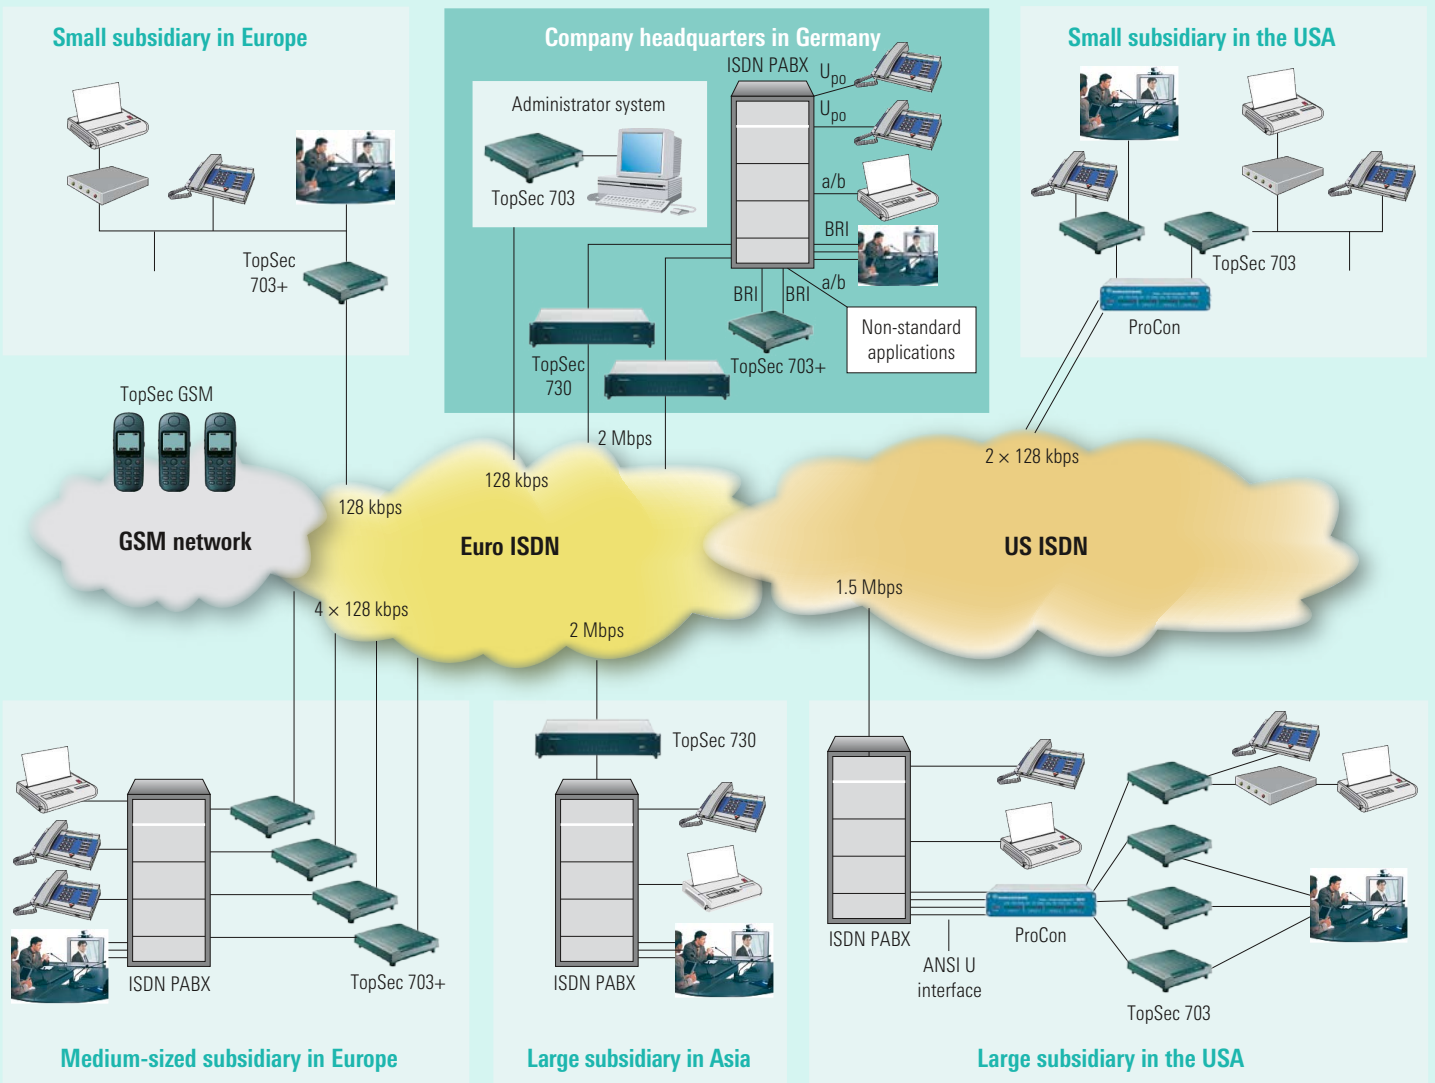 Small subsidiary in Europe
TopSec
703+
Company headquarters in Germany
ISDN PABX
Upo
Upo
a/b
BRI
a/b
Administrator system
TopSec 703
BRI
BRI
TopSec
730
TopSec 703+
Non-standard
applications
Small subsidiary in the USA
TopSec 703
ProCon
TopSec GSM
GSM network
128 kbps
128 kbps
2 Mbps
Euro ISDN
4 × 128 kbps
2 Mbps
2 × 128 kbps
US ISDN
1.5 Mbps
ISDN PABX
TopSec 703+
Medium-sized subsidiary in Europe
TopSec 730
ISDN PABX
Large subsidiary in Asia
ISDN PABX
ANSI U
interface
ProCon
TopSec 703
Large subsidiary in the USA